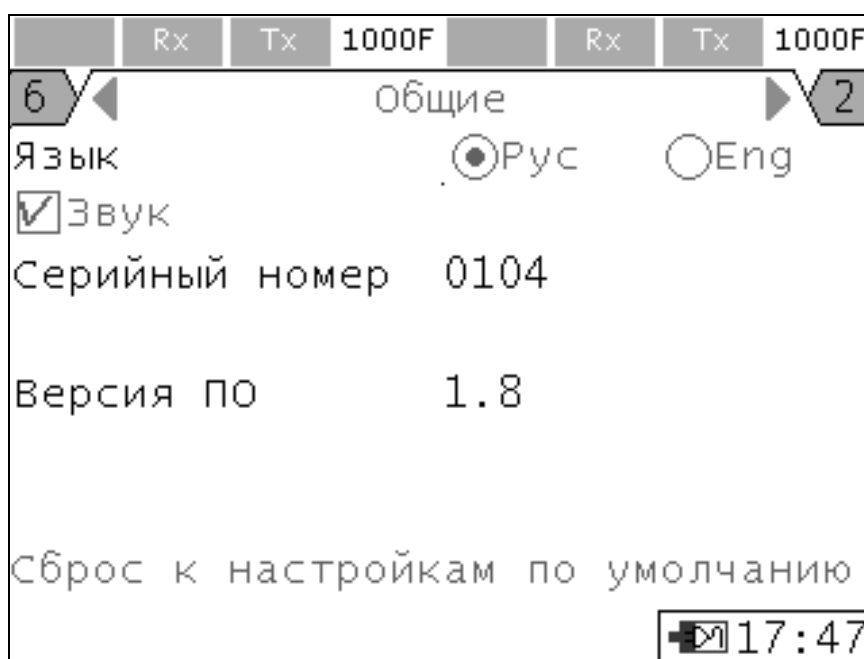 Rx Tx 1000F Rx Tx 1000F
6 Общие 2
Язык Рус Eng
Звук
Серийный номер 0104
Версия ПО 1.8
Сброс к настройкам по умолчанию
17:47